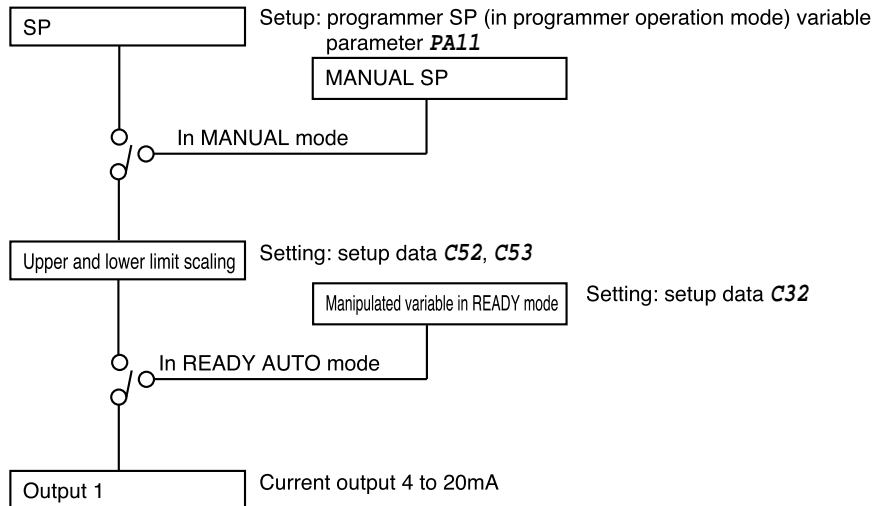 SP
Setup: programmer SP (in programmer operation mode) variable
parameter PA11
MANUAL SP
In MANUAL mode
Upper and lower limit scaling
Setting: setup data C52, C53
Manipulated variable in READY mode
Setting: setup data C32
In READY AUTO mode
Output 1
Current output 4 to 20mA